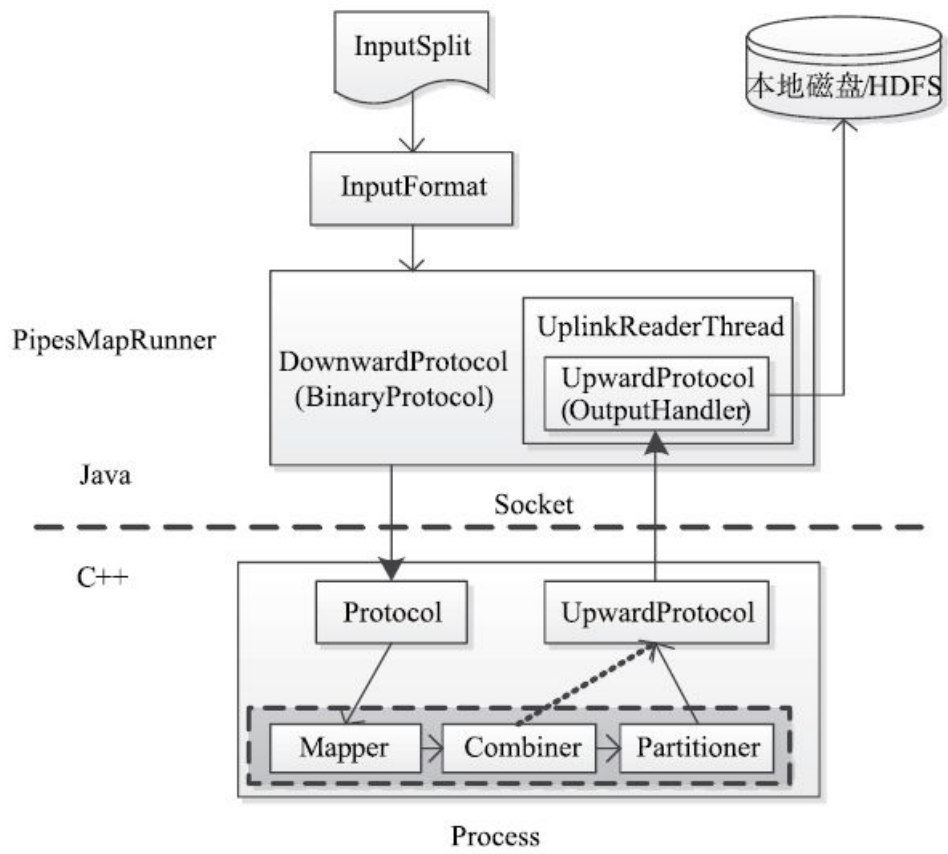 InputSplit
本地磁盘/HDFS
InputFormat
PipesMapRunner
UplinkReaderThread
DownwardProtocol
(BinaryProtocol)
UpwardProtocol
(OutputHandler)
Java
Socket
C++
Protocol
UpwardProtocol
Mapper
Combiner
Partitioner
Process